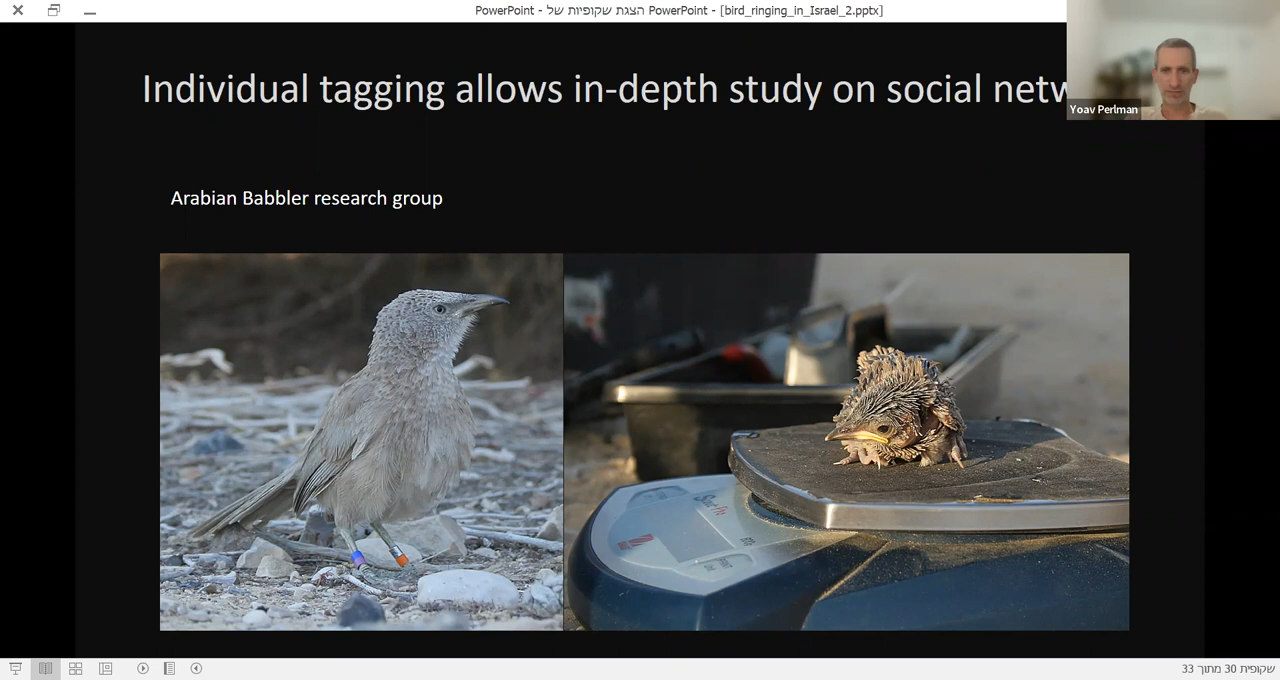 PowerPoint הצגת שקופיות של - PowerPoint - [bird_ringing_in_Israel_2.pptx]
Individual tagging allows in-depth study on social netw
Yoav Perlman
Arabian Babbler research group
שקופית 30 מתוך 33